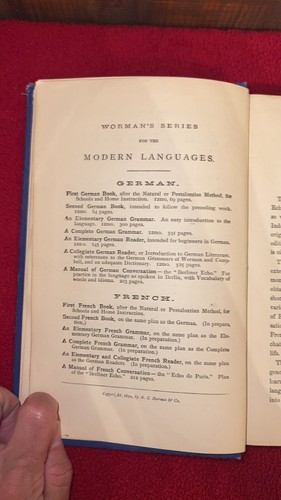 WORMAN'S SERIES
FOR THE
MODERN LANGUAGES.
GERMAN.
First German Book, after the Natural or Pestalozzian Method, for
Schools and Home Instruction. 12mo, 69 pages.
Second German Book, intended to follow the preceding work.
12mo. 84 pages.
An Elementary German Grammar. An easy introduction to the
language. 12mo. 300 pages.
A Complete German Grammar. 12mo. 591 pages.
An Elementary German Reader, intended for beginners in German.
12mo. 145 pages.
A Collegiate German Reader, or Introduction to German Literature,
with references to the German Grammars of Worman and Comp-
fell, and an adequate Dictionary. 12mo. 525 pages.
A Manual of German Conversation—the "Berliner Echo." For
practice in the language as spoken in Berlin, with Vocabulary of
words and idioms. 203 pages.
FRENCH.
First French Book, after the Natural or Pestalozzian Method, for
Schools and Home Instruction.
Second French Book, on the same plan as the German. (In prepara-
tion.)
An Elementary French Grammar, on the same plan as the Ele-
mentary German Grammar. (In preparation.)
A Complete French Grammar, on the same plan as the Complete
German Grammar. (In preparation.)
An Elementary and Collegiate French Reader, on the same plan
as the German Readers. (In preparation.)
A Manual of French Conversation—the "Echo de Paris." Plan
of the "Berliner Echo." 212 pages.
by A. S. Barnes & Co.